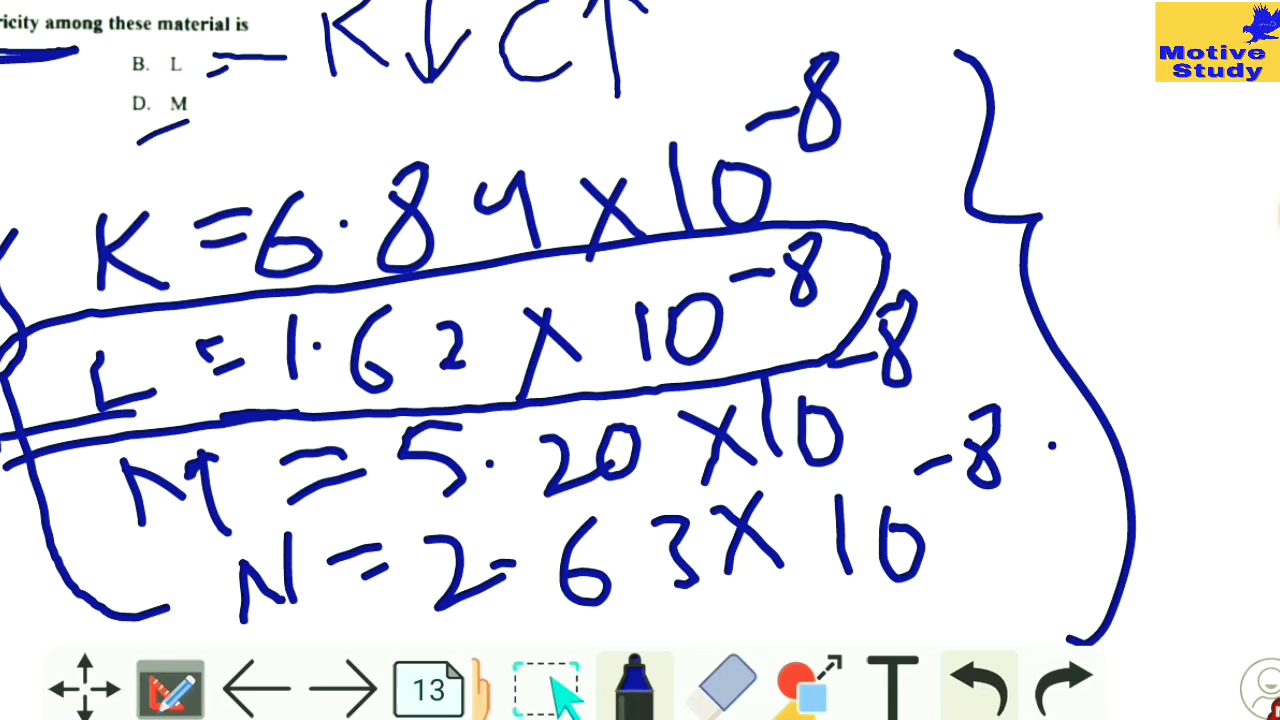 ricity among these material is
B. L
D. M
K↓ C↑
Motive
Study
K = 6.84 × 10^-8
L = 1.62 × 10^-8
M = 5.20 × 10^-8
N = 2.63 × 10^-8
13
T